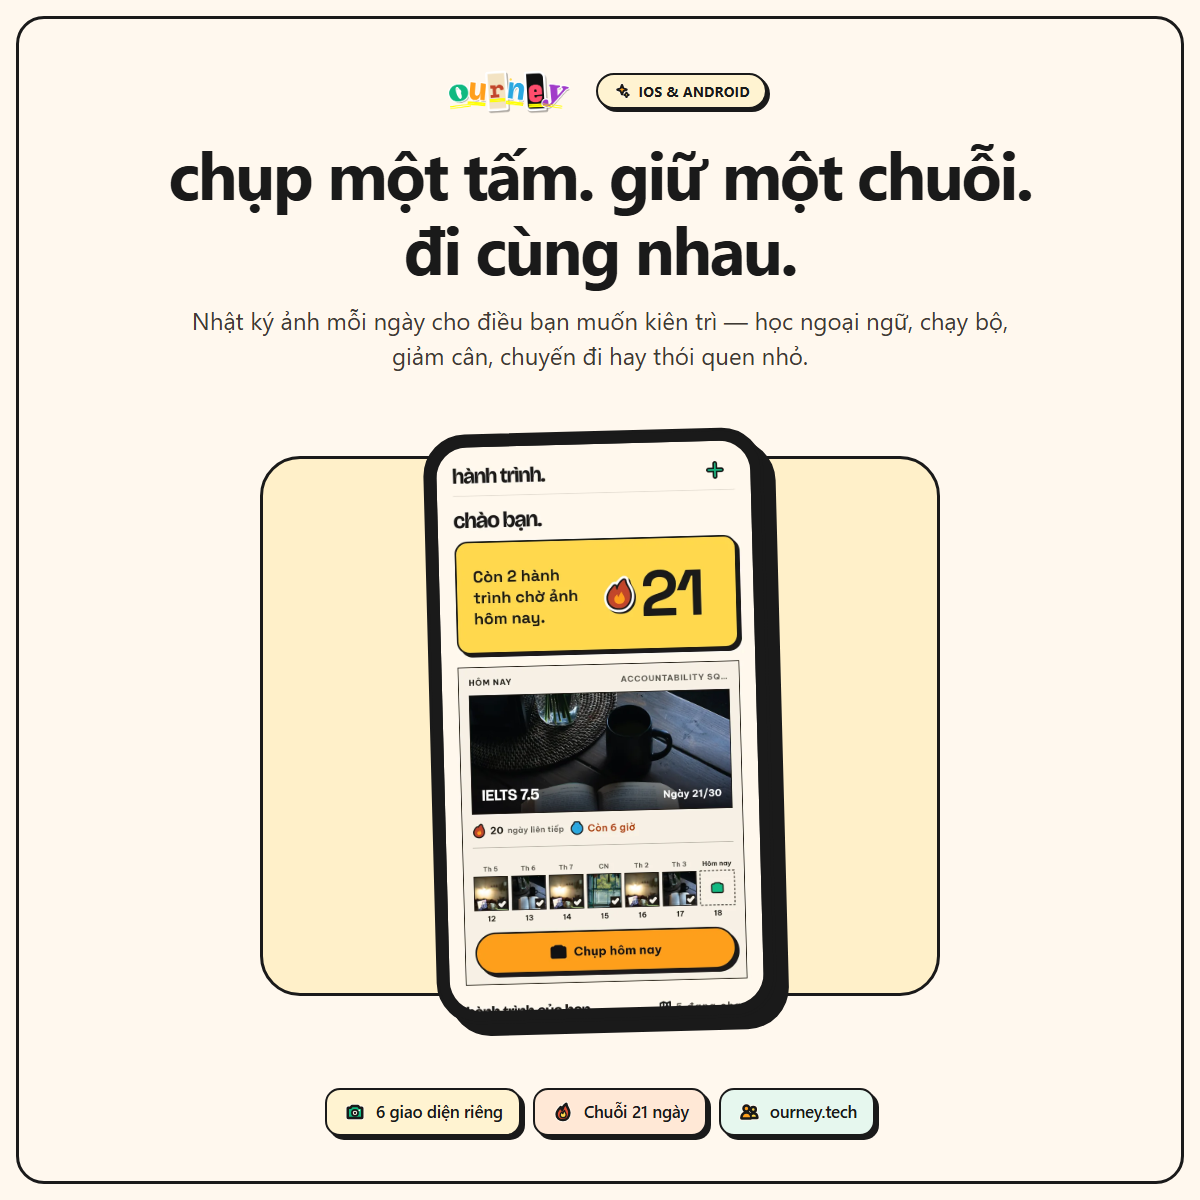 ourney
IOS & ANDROID
chụp một tấm. giữ một chuỗi.
đi cùng nhau.
Nhật ký ảnh mỗi ngày cho điều bạn muốn kiên trì — học ngoại ngữ, chạy bộ,
giảm cân, chuyến đi hay thói quen nhỏ.
hành trình.
chào bạn.
Còn 2 hành
trình chờ ảnh
hôm nay.
21
HÔM NAY ACCOUNTABILITY SQ...
IELTS 7.5 Ngày 21/30
20 ngày liên tiếp Còn 6 giờ
Th 5 Th 6 Th 7 CN Th 2 Th 3 Hôm nay
12 13 14 15 16 17 18
Chụp hôm nay
hành trình của bạn
6 giao diện riêng Chuỗi 21 ngày ourney.tech